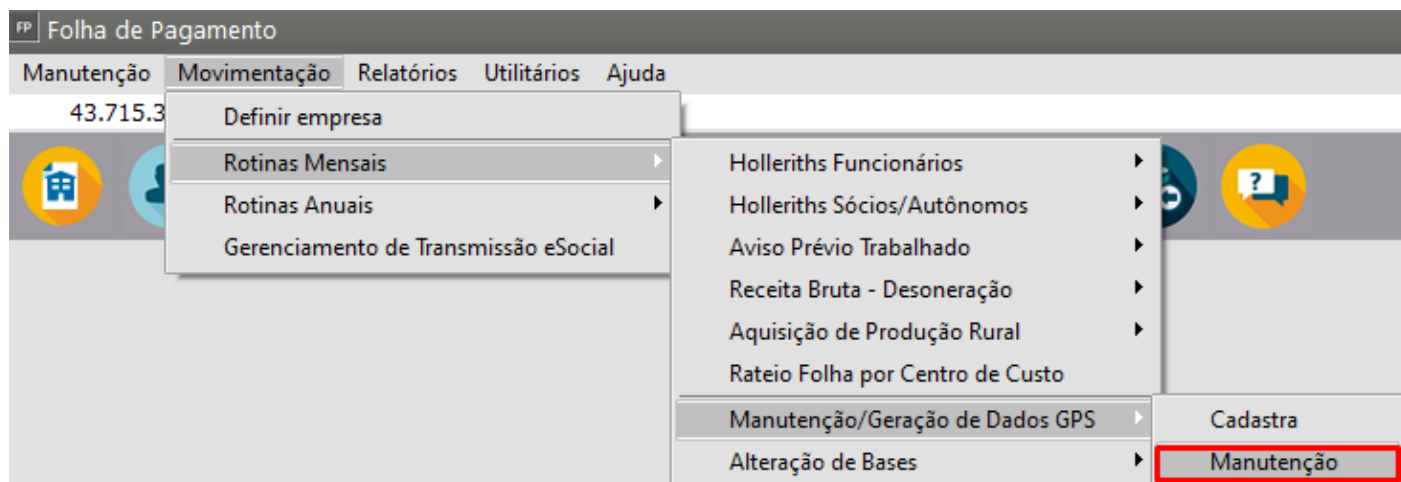 FP Folha de Pagamento
Manutenção Movimentação Relatórios Utilitários Ajuda
43.715.3
Definir empresa
Rotinas Mensais
Rotinas Anuais
Gerenciamento de Transmissão eSocial
Holleriths Funcionários
Holleriths Sócios/Autônomos
Aviso Prévio Trabalhado
Receita Bruta - Desoneração
Aquisição de Produção Rural
Rateio Folha por Centro de Custo
Manutenção/Geração de Dados GPS
Alteração de Bases
Cadastra
Manutenção
?